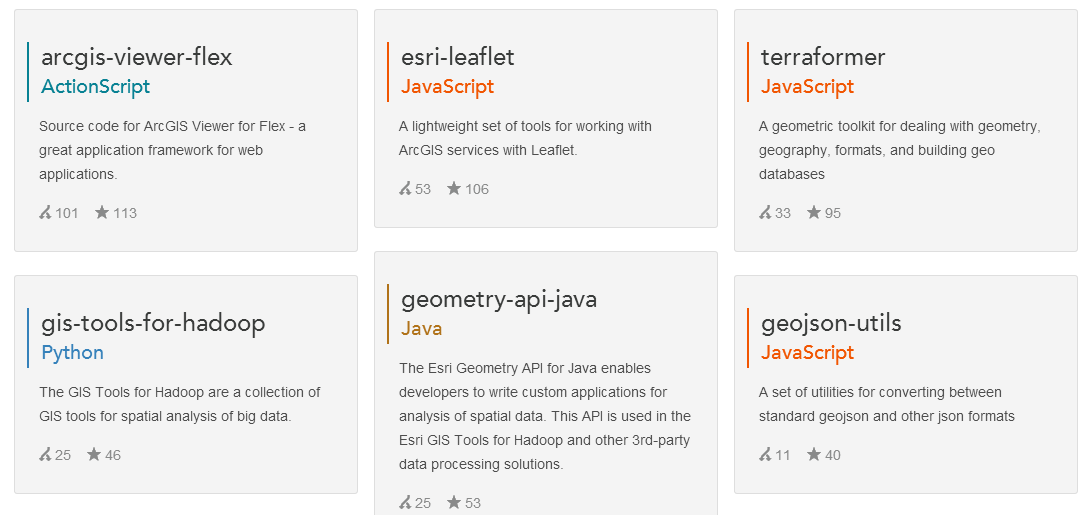 arcgis-viewer-flex
ActionScript
Source code for ArcGIS Viewer for Flex - a
great application framework for web
applications.
101 113
esri-leaflet
JavaScript
A lightweight set of tools for working with
ArcGIS services with Leaflet.
53 106
terraformer
JavaScript
A geometric toolkit for dealing with geometry,
geography, formats, and building geo
databases
33 95
gis-tools-for-hadoop
Python
The GIS Tools for Hadoop are a collection of
GIS tools for spatial analysis of big data.
25 46
geometry-api-java
Java
The Esri Geometry API for Java enables
developers to write custom applications for
analysis of spatial data. This API is used in the
Esri GIS Tools for Hadoop and other 3rd-party
data processing solutions.
25 53
geojson-utils
JavaScript
A set of utilities for converting between
standard geojson and other json formats
11 40